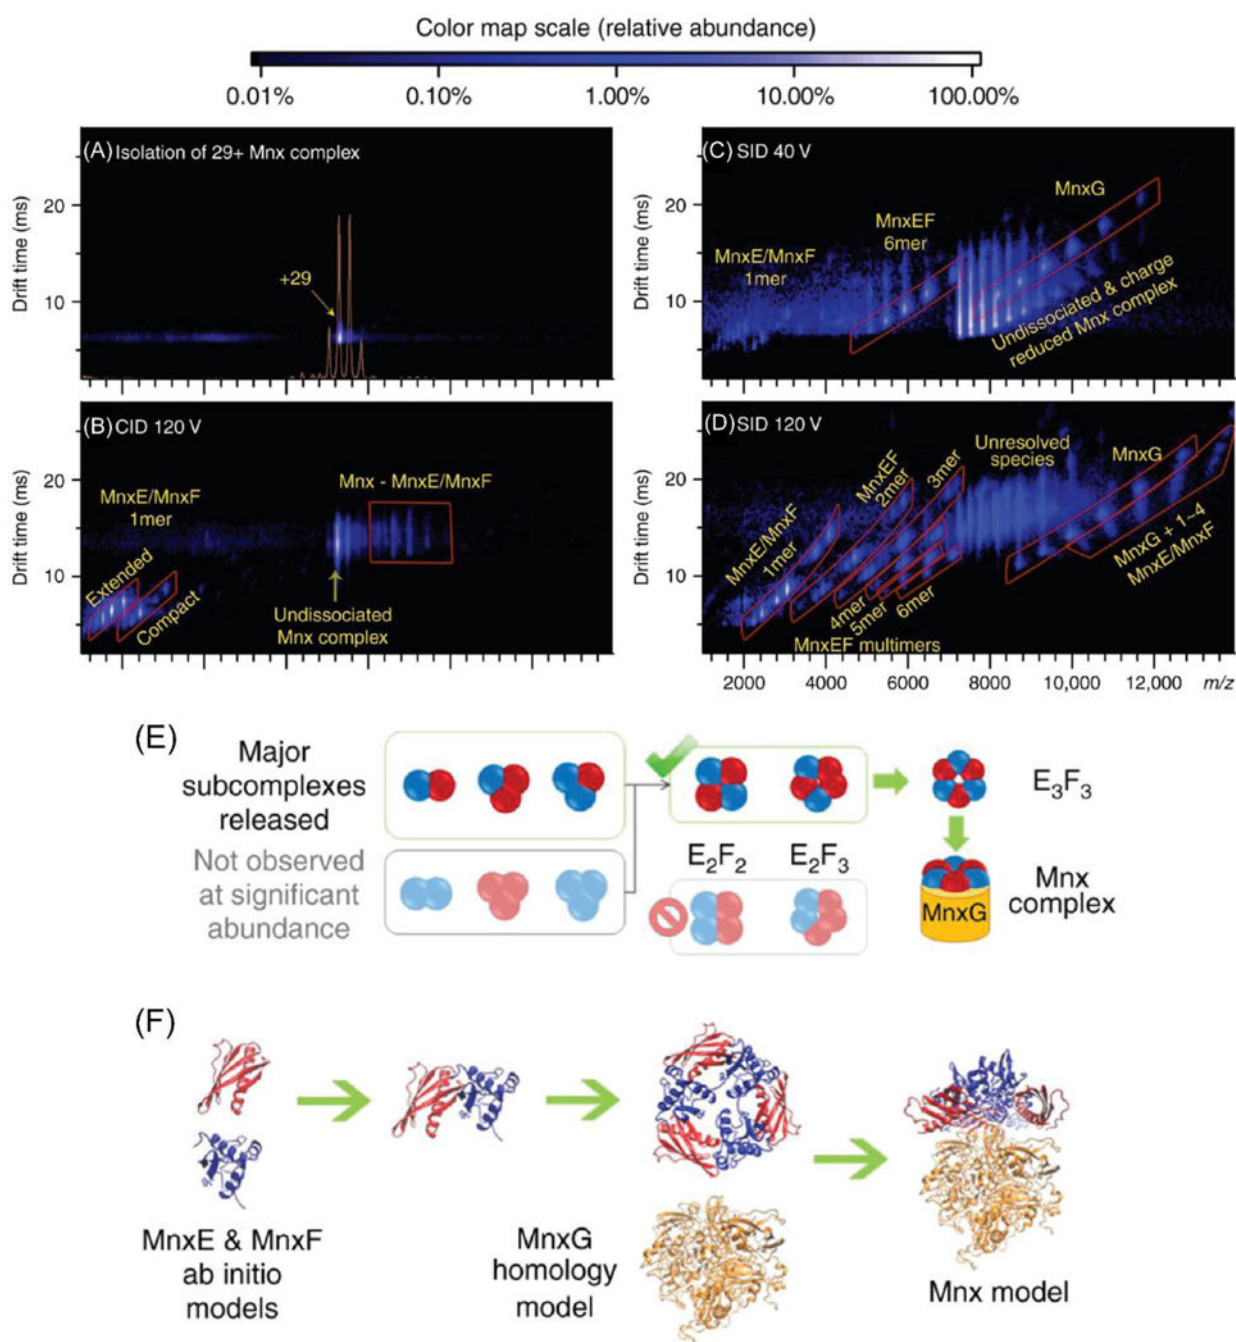 Color map scale (relative abundance)
0.01% 0.10% 1.00% 10.00% 100.00%
(A) Isolation of 29+ Mnx complex
Drift time (ms)
20
10
+29
(B) CID 120 V
Drift time (ms)
20
10
MnxE/MnxF
1mer
Mnx - MnxE/MnxF
Extended
Compact
Undissociated
Mnx complex
(C) SID 40 V
Drift time (ms)
20
10
MnxE/MnxF
1mer
MnxEF
6mer
MnxG
Undissociated & charge
reduced Mnx complex
(D) SID 120 V
Drift time (ms)
20
10
MnxE/MnxF
1mer
MnxEF
2mer
3mer
4mer
5mer
6mer
MnxEF multimers
Unresolved
species
MnxG
MnxG + 1~4
MnxE/MnxF
2000 4000 6000 8000 10,000 12,000 m/z
(E)
Major
subcomplexes
released
Not observed
at significant
abundance
E2F2 E2F3
E3F3
Mnx
complex
MnxG
(F)
MnxE & MnxF
ab initio
models
MnxG
homology
model
Mnx model